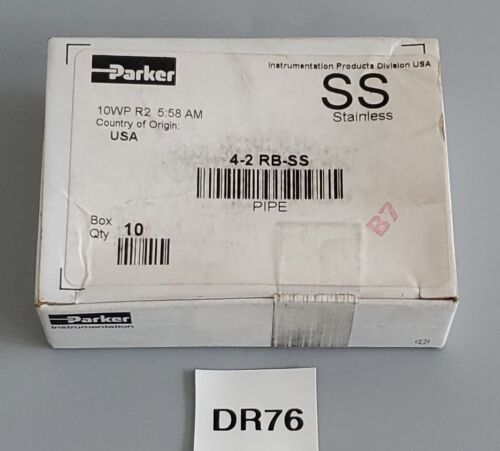 Parker
Instrumentation Products Division USA
SS
Stainless
10WP R2 5:58 AM
Country of Origin:
USA
4-2 RB-SS
PIPE
B7
Box
Qty 10
Parker
Instrumentation
DR76